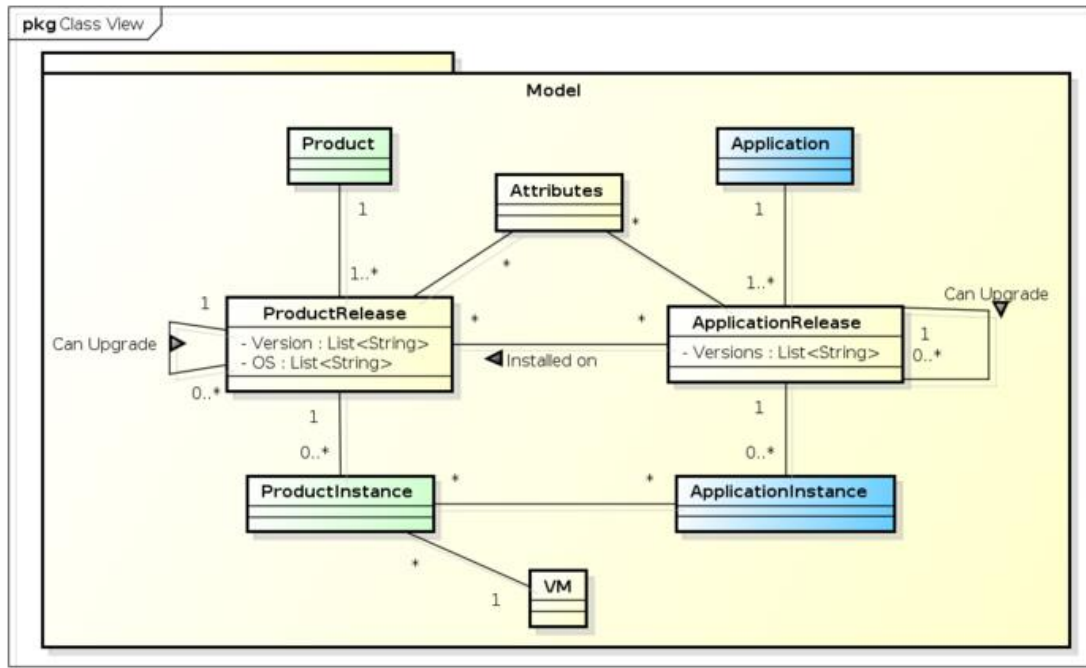 pkg Class View
Model
Product
Application
Attributes
1
*
1
*
1..*
1..*
1
Can Upgrade
ProductRelease
- Version : List<String>
- OS : List<String>
*
*
ApplicationRelease
- Versions : List<String>
1
0..*
Can Upgrade
Installed on
0..*
1
1
0..*
0..*
ProductInstance
*
*
ApplicationInstance
*
1
VM